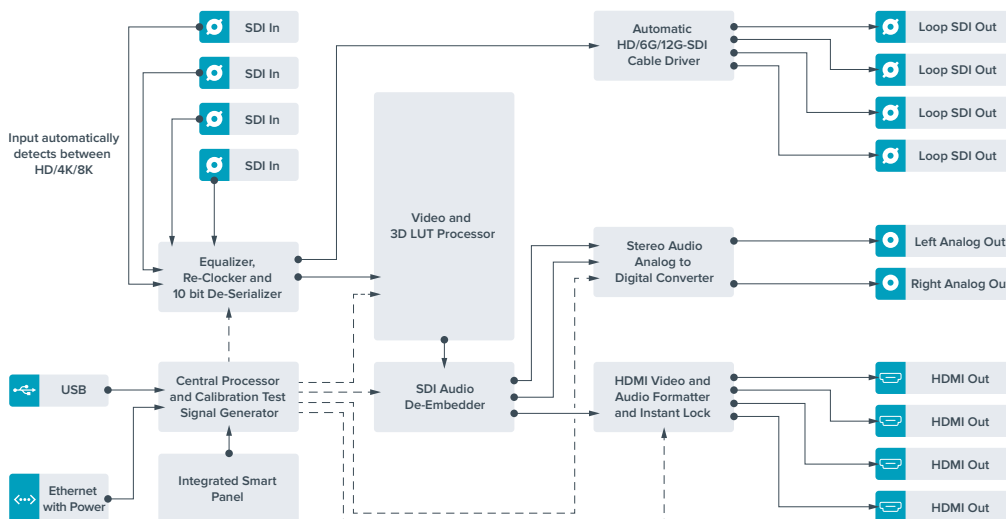 SDI In
SDI In
SDI In
SDI In
Input automatically
detects between
HD/4K/8K
Automatic
HD/6G/12G-SDI
Cable Driver
Loop SDI Out
Loop SDI Out
Loop SDI Out
Loop SDI Out
Video and
3D LUT Processor
Equalizer,
Re-Clocker and
10 bit De-Serializer
Stereo Audio
Analog to
Digital Converter
Left Analog Out
Right Analog Ou
USB
Central Processor
and Calibration Test
Signal Generator
SDI Audio
De-Embedder
HDMI Video and
Audio Formatter
and Instant Lock
HDMI Out
HDMI Out
HDMI Out
HDMI Out
Ethernet
with Power
Integrated Smart
Panel